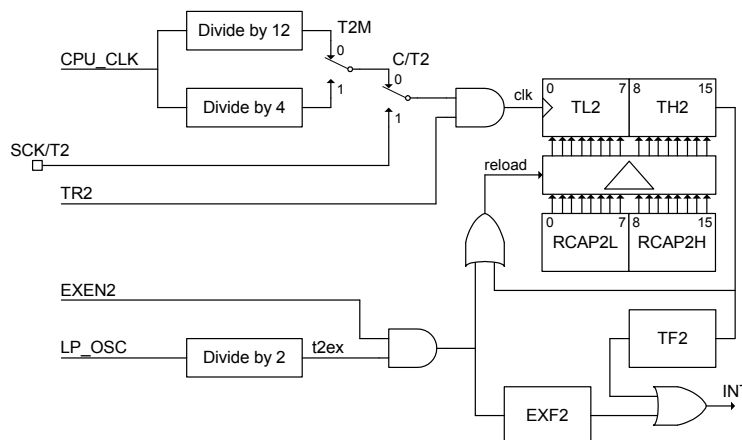 Divide by 12
T2M
CPU_CLK
0
C/T2
0
1
Divide by 4
1
clk
0 7 8 15
TL2 TH2
SCK/T2
TR2
reload
0 7 8 15
RCAP2L RCAP2H
EXEN2
LP_OSC
Divide by 2
t2ex
TF2
EXF2
INT